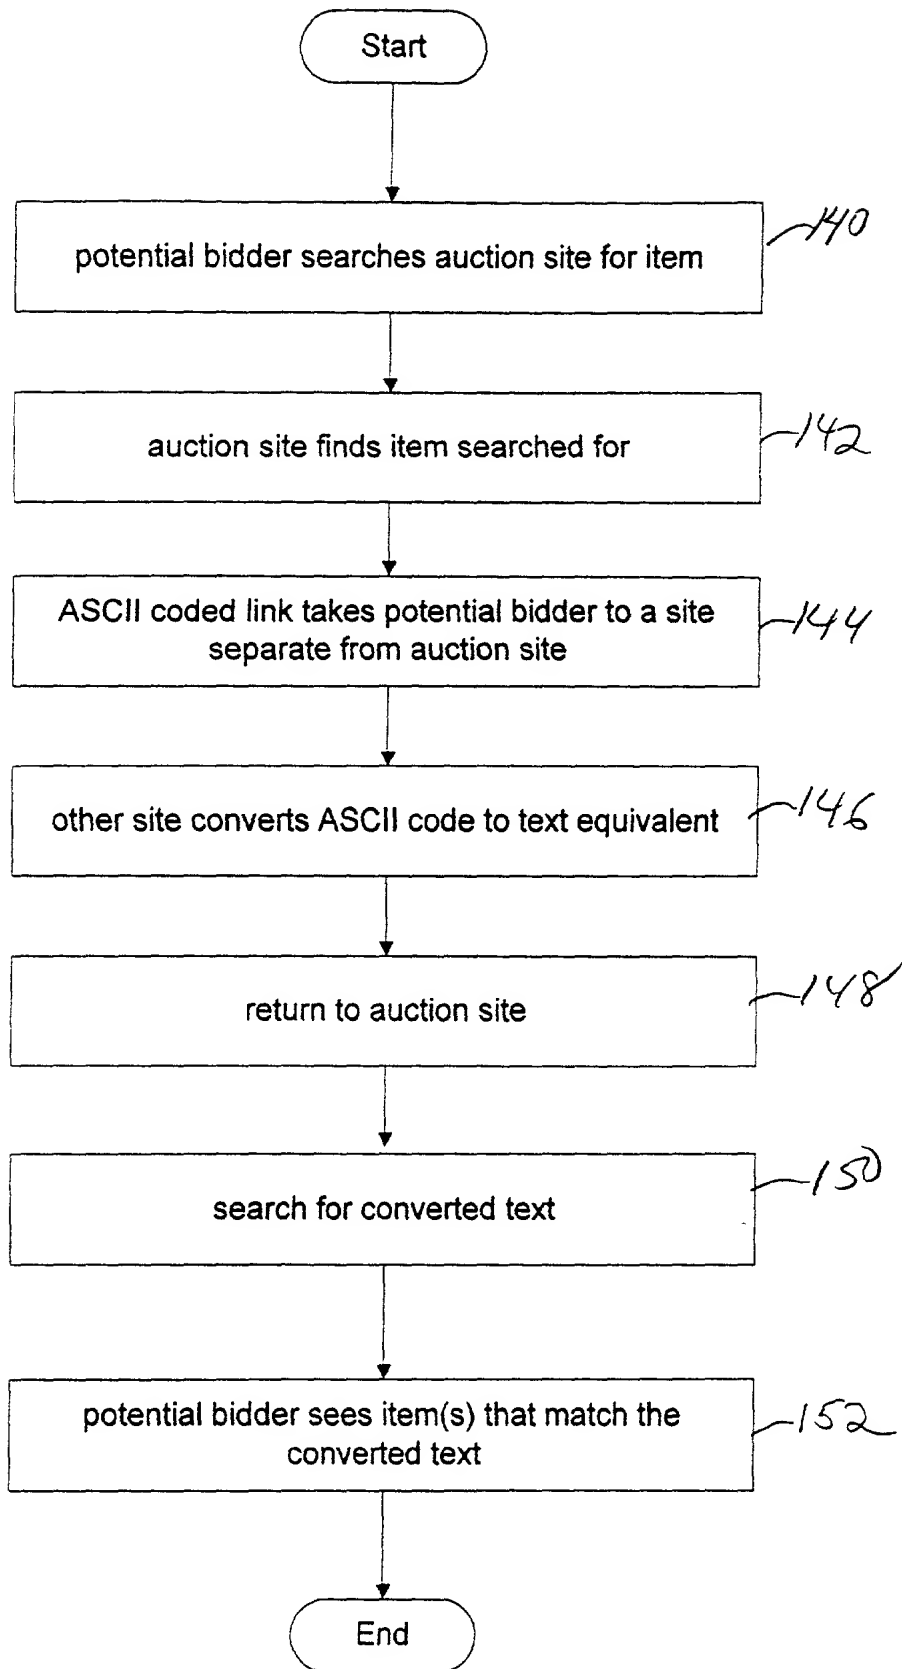 Start
potential bidder searches auction site for item
140
auction site finds item searched for
142
ASCII coded link takes potential bidder to a site
separate from auction site
144
other site converts ASCII code to text equivalent
146
return to auction site
148
search for converted text
150
potential bidder sees item(s) that match the
converted text
152
End